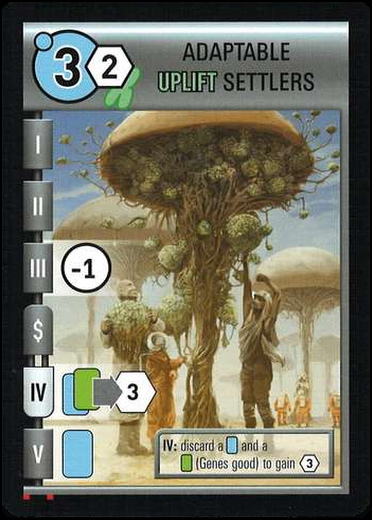 3 2
ADAPTABLE
UPLIFT SETTLERS
I
II
III -1
$
IV 3
V
IV: discard a and a
(Genes good) to gain 3